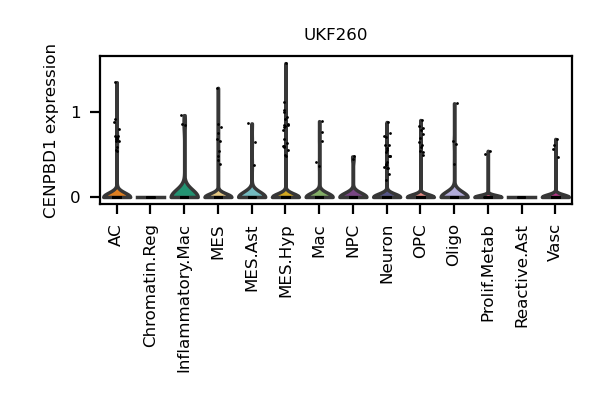 UKF260
CENPBD1 expression
1
0
AC
Chromatin.Reg
Inflammatory.Mac
MES
MES.Ast
MES.Hyp
Mac
NPC
Neuron
OPC
Oligo
Prolif.Metab
Reactive.Ast
Vasc